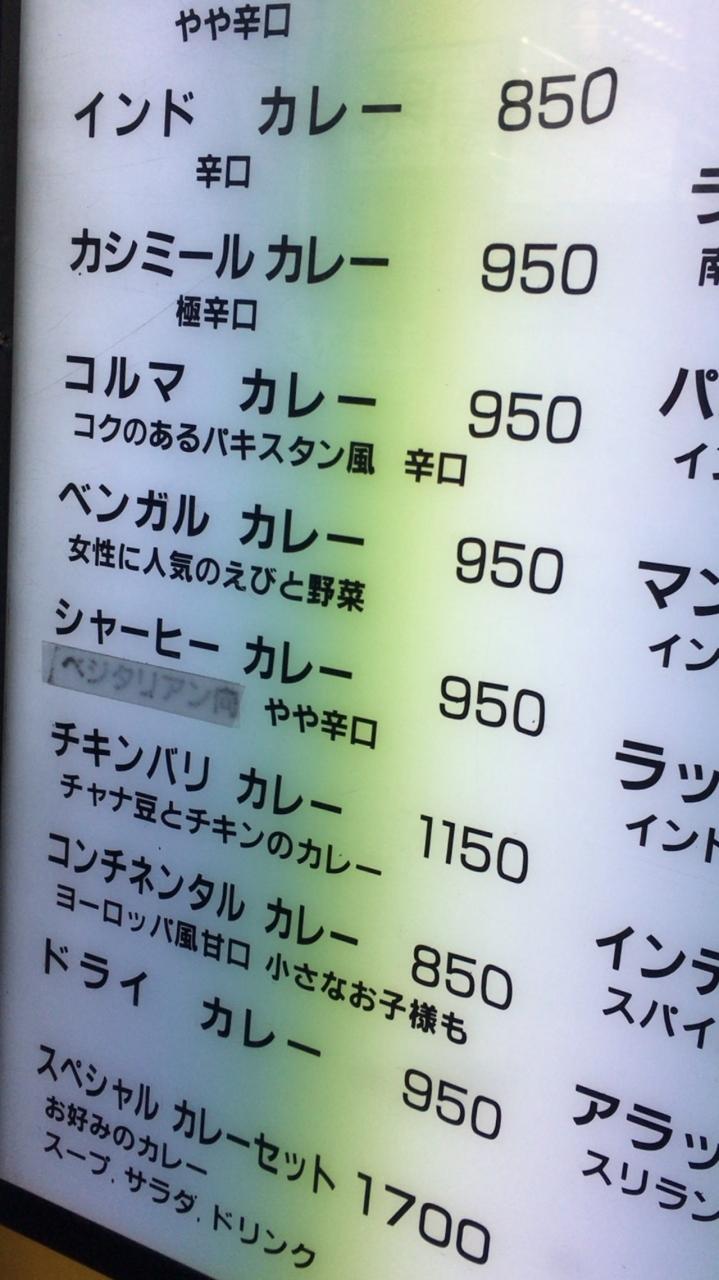 やや辛口
インド カレー 850
辛口
カシミール カレー 950
極辛口
コルマ カレー 950
コクのあるパキスタン風 辛口
ベンガル カレー 950
女性に人気のえびと野菜
シャーヒー カレー 950
ベジタリアン向 やや辛口
チキンバリ カレー 1150
チャナ豆とチキンのカレー
コンチネンタル カレー 850
ヨーロッパ風甘口 小さなお子様も
ドライ カレー 950
スペシャル カレーセット 1700
お好みのカレー
スープ. サラダ. ドリンク
ラ
南
パ
イン
マン
イン
ラッ
インド
インデ
スパイ
アラッ
スリラン